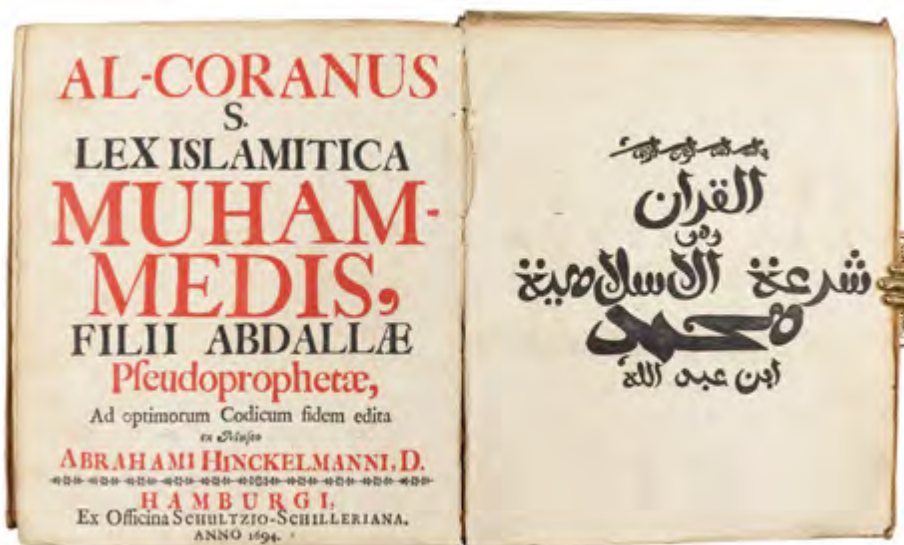 AL-CORANUS
S.
LEX ISLAMITICA
MUHAM-
MEDIS,
FILII ABDALLÆ
Pſeudoprophetæ,
Ad optimorum Codicum fidem edita
ex Muſeo
ABRAHAMI HINCKELMANNI, D.
HAMBURGI,
Ex Officina SCHULTZIO-SCHILLERIANA.
ANNO 1694.
القران
وهى
شرعة الاسلامية
محمد
ابن عبد الله